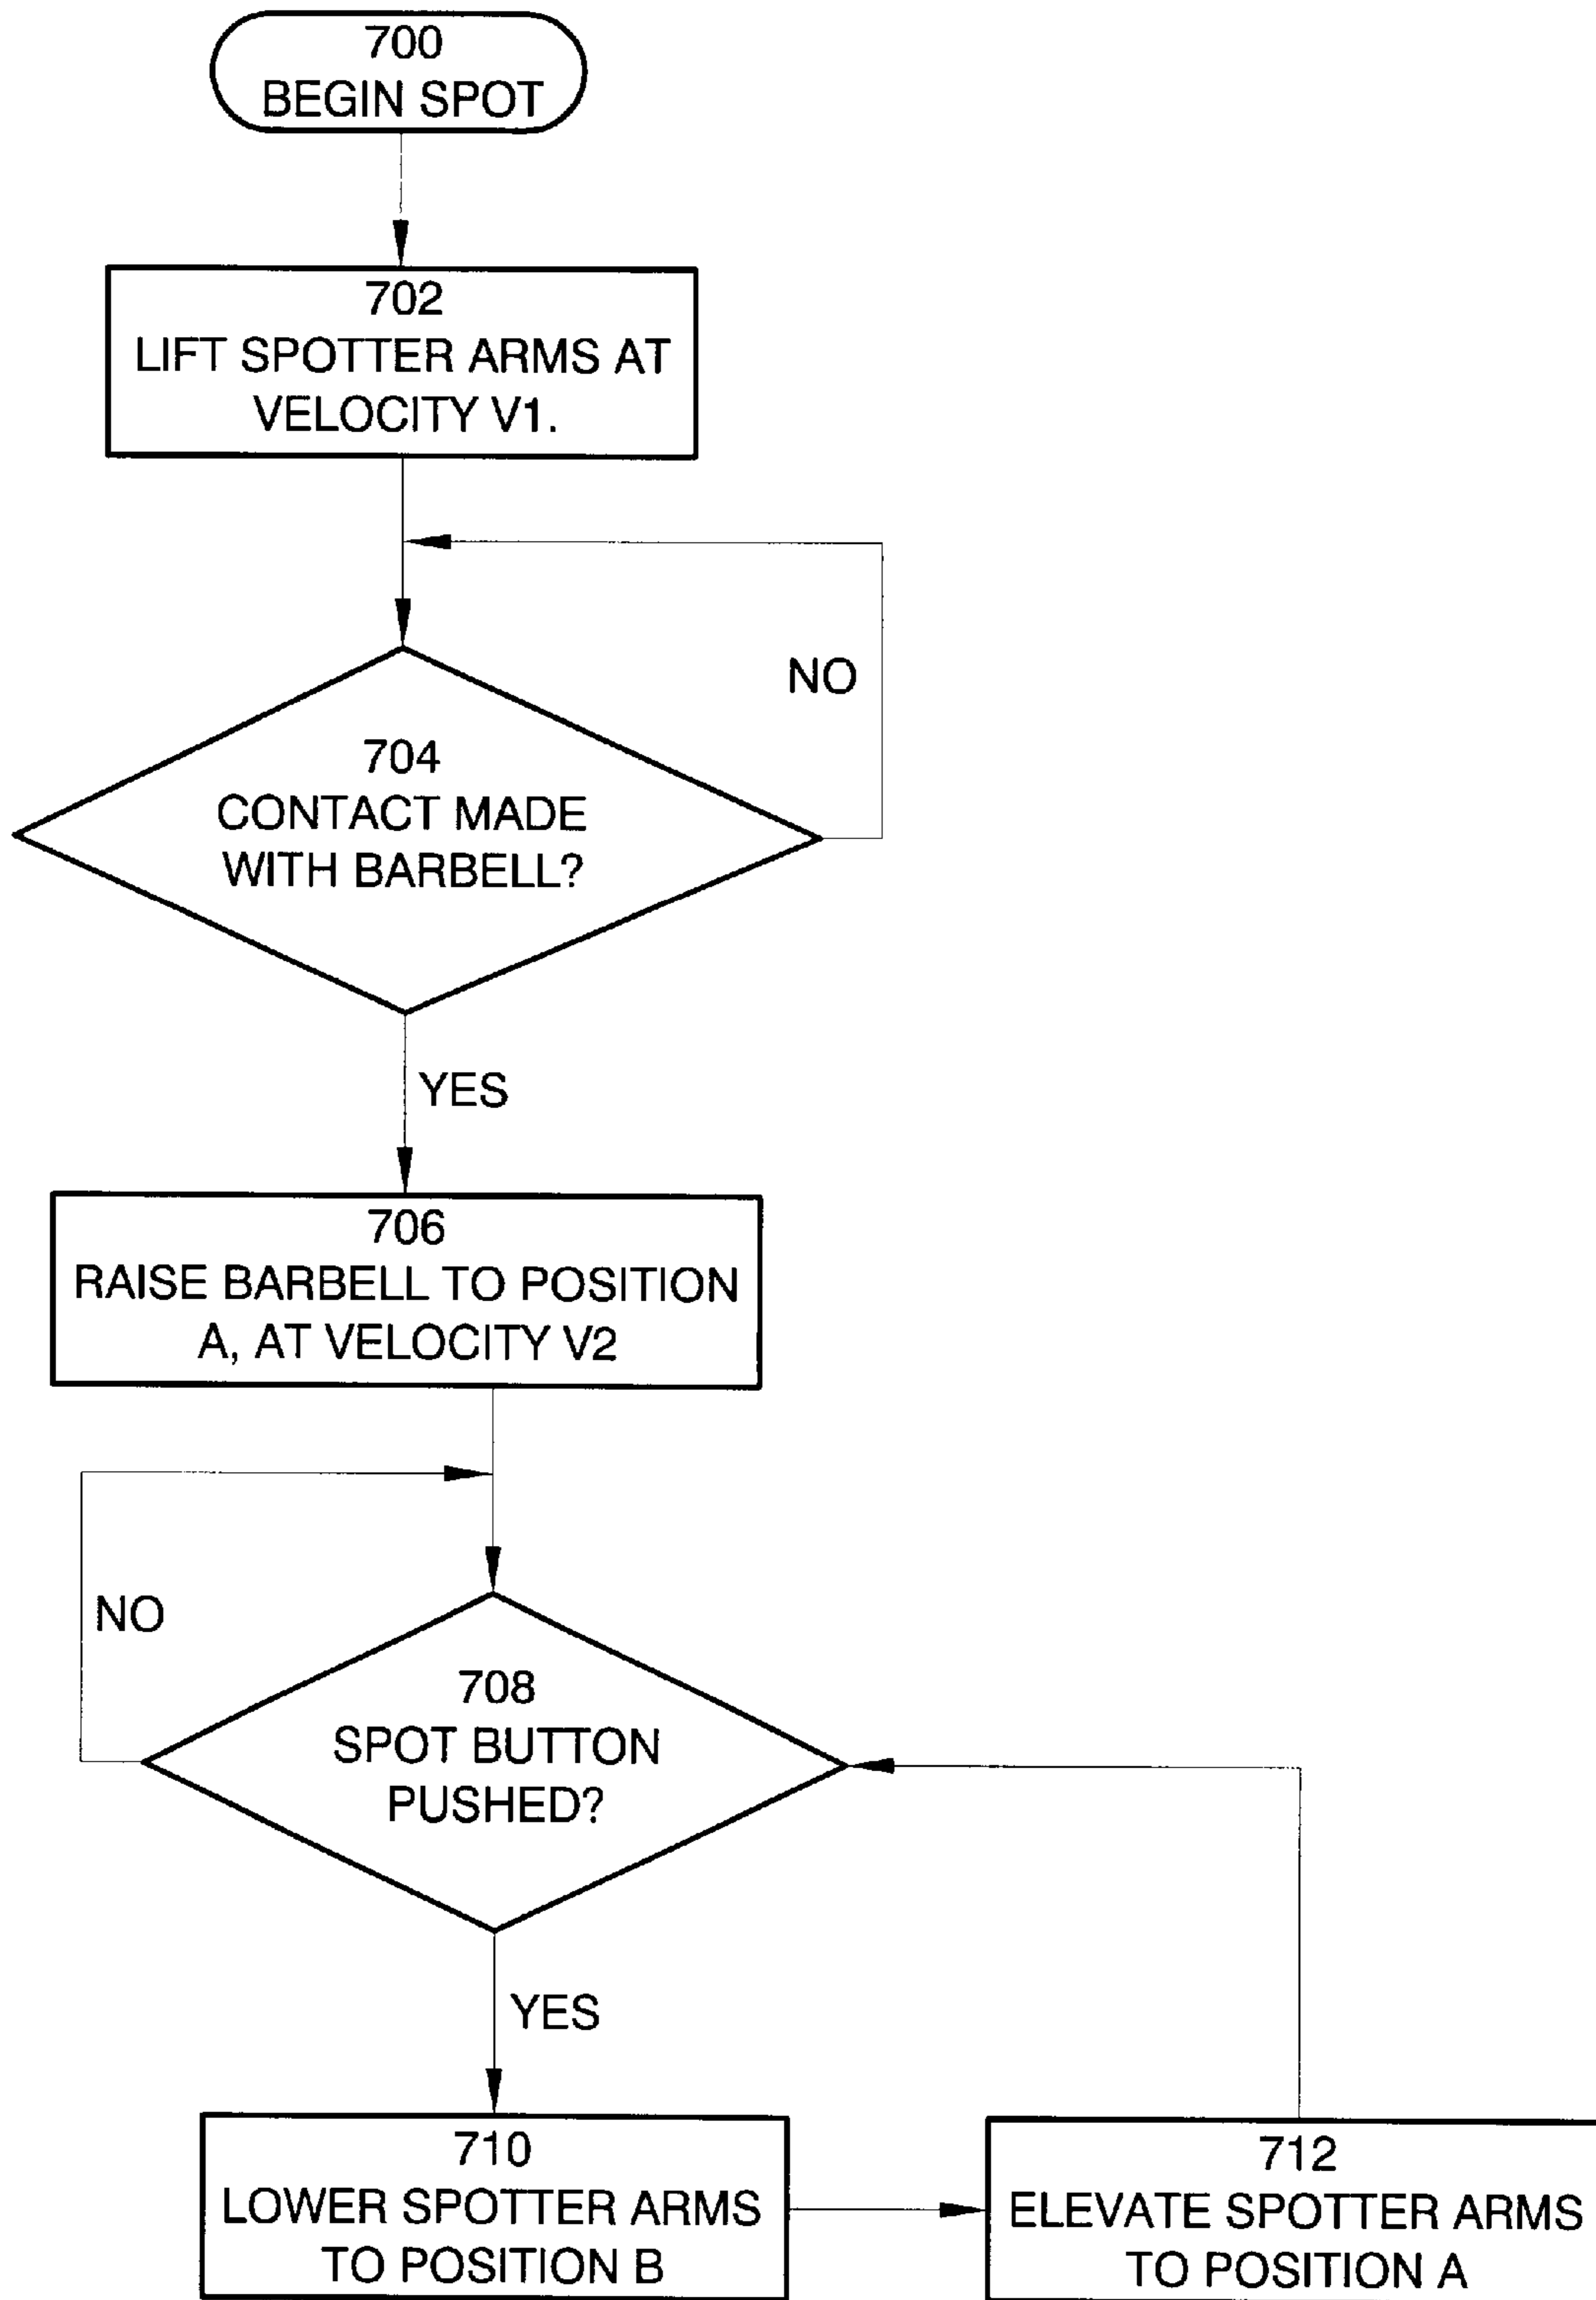 700
BEGIN SPOT
702
LIFT SPOTTER ARMS AT
VELOCITY V1.
NO
704
CONTACT MADE
WITH BARBELL?
YES
706
RAISE BARBELL TO POSITION
A, AT VELOCITY V2
NO
708
SPOT BUTTON
PUSHED?
YES
710
LOWER SPOTTER ARMS
TO POSITION B
712
ELEVATE SPOTTER ARMS
TO POSITION A